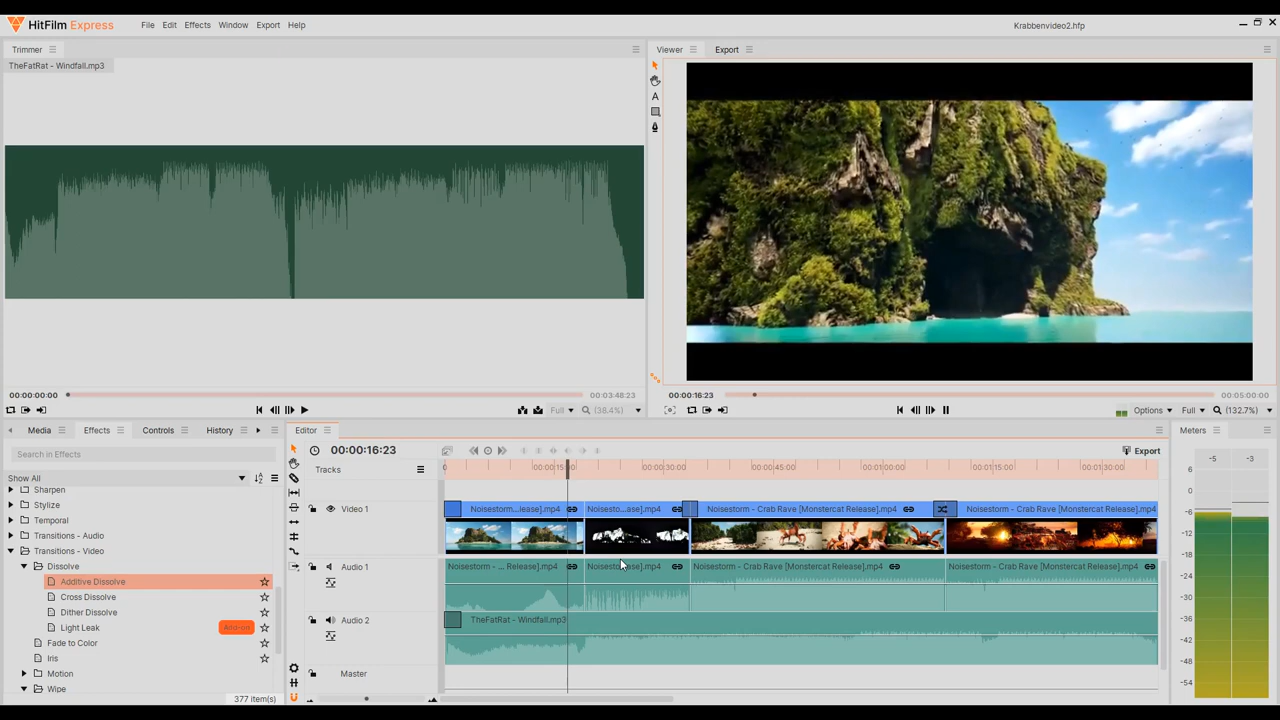 HitFilm Express
File Edit Effects Window Export Help
Krabbenvideo2.hfp
Trimmer
Viewer
Export
TheFatRat - Windfall.mp3
A
00:00:00:00
00:03:48:23
00:00:16:23
00:05:00:00
Full
(38.4%)
Options
Full
(132.7%)
Media
Effects
Controls
History
Editor
Meters
Search in Effects
00:00:16:23
Export
-5 -3
Show All
Tracks
0
00:00:30:00
00:00:45:00
00:01:00:00
00:01:15:00
00:01:30:00
6
0
-6
-12
-18
-24
-30
-36
-42
-48
-54
Sharpen
Stylize
Temporal
Transitions - Audio
Transitions - Video
Dissolve
Additive Dissolve
Cross Dissolve
Dither Dissolve
Light Leak
Add-on
Fade to Color
Iris
Motion
Wipe
377 item(s)
Video 1
Noisestorm...lease].mp4
Noisesto...ase].mp4
Noisestorm - Crab Rave [Monstercat Release].mp4
Noisestorm - Crab Rave [Monstercat Release].mp4
Audio 1
Noisestorm - ... Release].mp4
Noisestorm - Crab Rave [Monstercat Release].mp4
Noisestorm - Crab Rave [Monstercat Release].mp4
Audio 2
TheFatRat - Windfall.mp3
Master